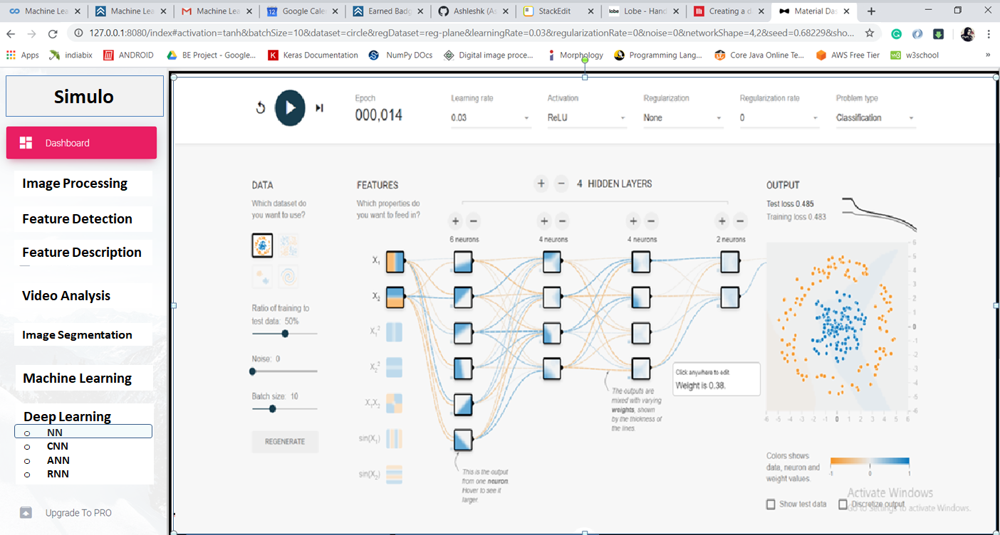 Machine Lea
Machine Lea
Machine Lea
12 Google Caler
Earned Badg
Ashleshk (As
StackEdit
lobe Lobe - Hand
Creating a da
Material Das
127.0.0.1:8080/index#activation=tanh&batchSize=10&dataset=circle&regDataset=reg-plane&learningRate=0.03&regularizationRate=0&noise=0&networkShape=4,2&seed=0.68229&sho...
Apps indiabix ANDROID BE Project - Google... Keras Documentation NumPy DOcs Digital image proce... Morphology Programming Lang... Core Java Online Te... AWS Free Tier w3school »
Simulo
Dashboard
Image Processing
Feature Detection
Feature Description
Video Analysis
Image Segmentation
Machine Learning
Deep Learning
o NN
o CNN
o ANN
o RNN
Upgrade To PRO
Epoch
000,014
Learning rate
0.03
Activation
ReLU
Regularization
None
Regularization rate
0
Problem type
Classification
DATA
Which dataset do
you want to use?
Ratio of training to
test data: 50%
Noise: 0
Batch size: 10
REGENERATE
FEATURES
Which properties do
you want to feed in?
X₁
X₂
X₁²
X₂²
X₁X₂
sin(X₁)
sin(X₂)
+ − 4 HIDDEN LAYERS
+ − + − + − + −
6 neurons 4 neurons 4 neurons 2 neurons
This is the output
from one neuron.
Hover to see it
larger.
The outputs are
mixed with varying
weights, shown
by the thickness of
the lines.
Click anywhere to edit
Weight is 0.38.
OUTPUT
Test loss 0.485
Training loss 0.483
6
5
4
3
2
1
0
-1
-2
-3
-4
-5
-6
-6 -5 -4 -3 -2 -1 0 1 2 3 4 5 6
Colors shows
data, neuron and
weight values.
-1 0 1
Show test data Discretize output
Activate Windows
Go to Settings to activate Windows.